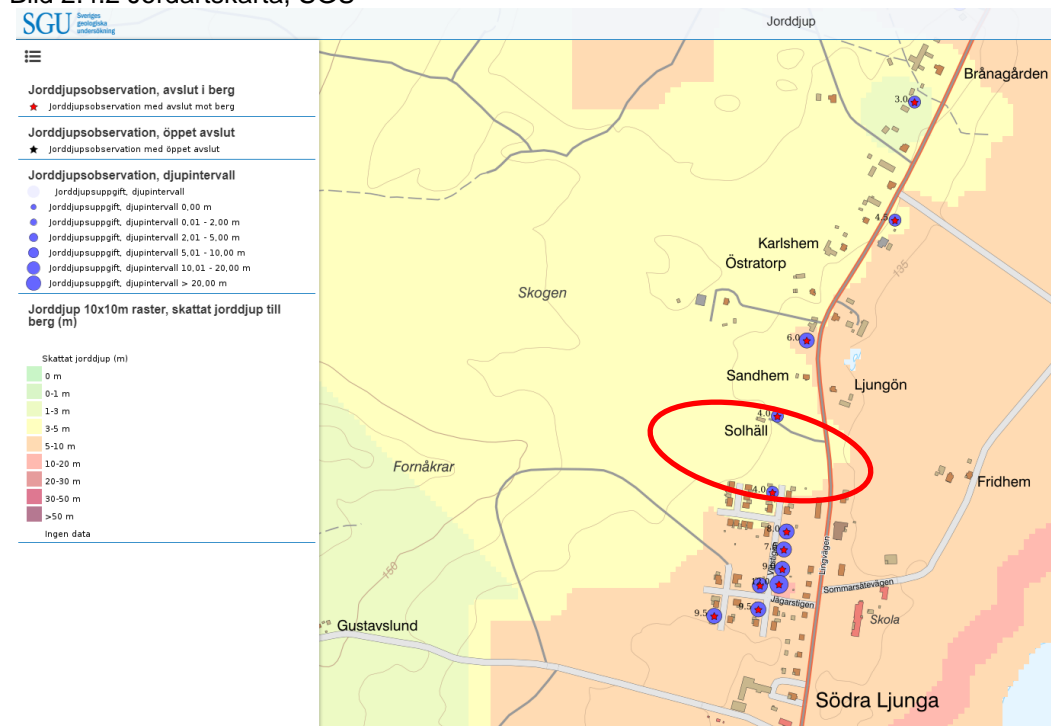 Bild 2.4.2 Jordartskarta, SGU
SGU Sveriges
geologiska
undersökning
Jorddjup
Jorddjupsobservation, avslut i berg
Jorddjupsobservation med avslut mot berg
Jorddjupsobservation, öppet avslut
Jorddjupsobservation med öppet avslut
Jorddjupsobservation, djupintervall
Jorddjupsuppgift, djupintervall
Jorddjupsuppgift, djupintervall 0,00 m
Jorddjupsuppgift, djupintervall 0,01 - 2,00 m
Jorddjupsuppgift, djupintervall 2,01 - 5,00 m
Jorddjupsuppgift, djupintervall 5,01 - 10,00 m
Jorddjupsuppgift, djupintervall 10,01 - 20,00 m
Jorddjupsuppgift, djupintervall > 20,00 m
Jorddjup 10x10m raster, skattat jorddjup till
berg (m)
Skattat jorddjup (m)
0 m
0-1 m
1-3 m
3-5 m
5-10 m
10-20 m
20-30 m
30-50 m
>50 m
Ingen data
Brånagården
3.0
4.5
Karlshem
Östratorp
135
Skogen
6.0
Sandhem
Ljungön
4.0
Solhäll
Fornåkrar
Fridhem
4.0
8.0
7.5
Lingvägen
9.0
12.0
Sommarsätevägen
Jägarstigen
150
9.5
9.5
Skola
Gustavslund
Södra Ljunga